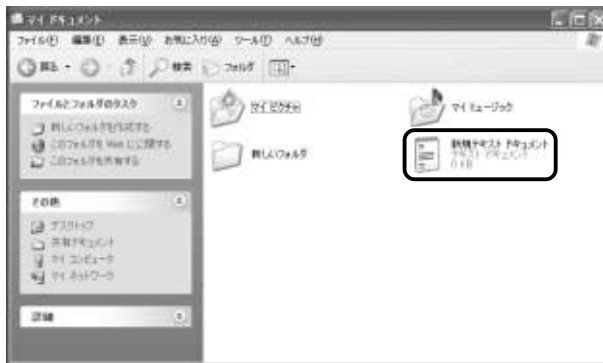 マイ ドキュメント
ファイル(F) 編集(E) 表示(V) お気に入り(A) ツール(T) ヘルプ(H)
戻る 検索 フォルダ
ファイルとフォルダのタスク
新しいフォルダを作成する
このフォルダを Web に公開する
このフォルダを共有する
その他
デスクトップ
共有ドキュメント
マイ コンピュータ
マイ ネットワーク
詳細
マイ ピクチャ
マイ ミュージック
新しいフォルダ
新規テキスト ドキュメント
テキスト ドキュメント
0 KB